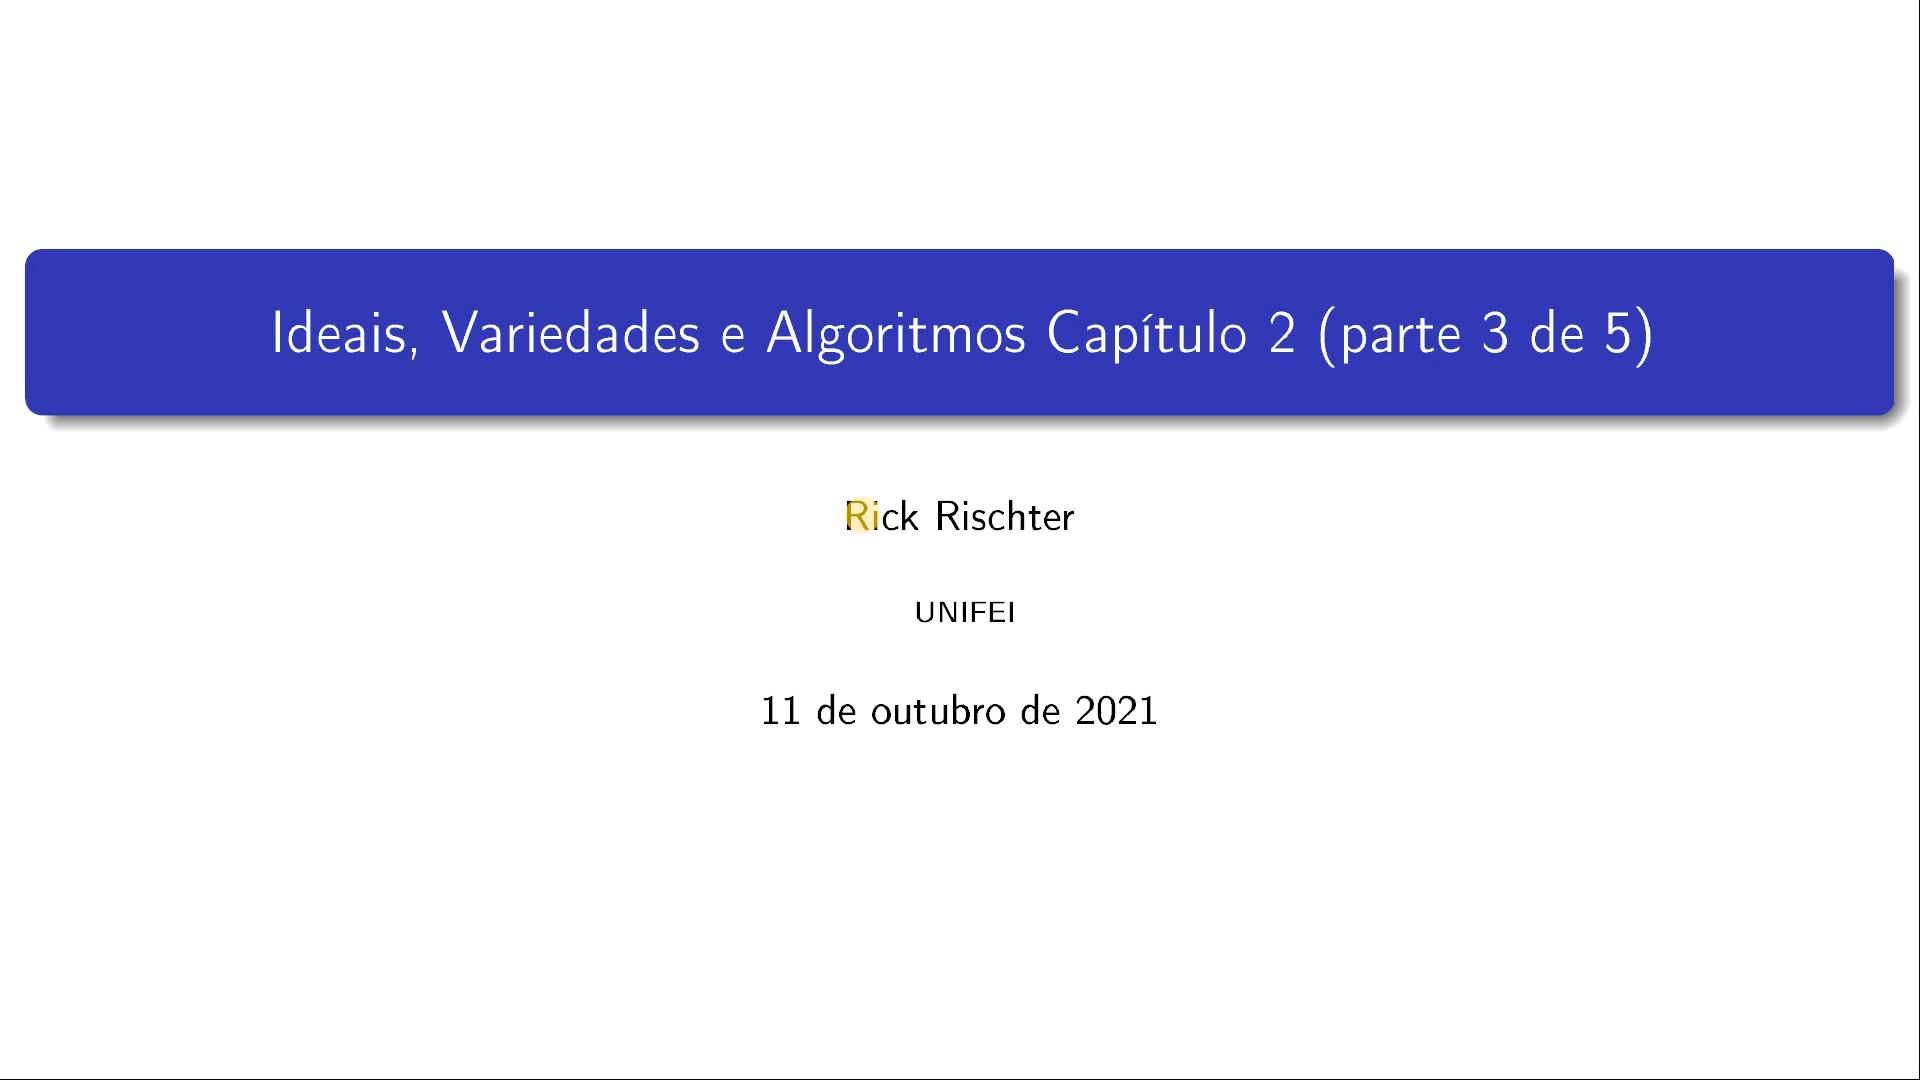 Ideais, Variedades e Algoritmos Capítulo 2 (parte 3 de 5)
Rick Rischter
UNIFEI
11 de outubro de 2021